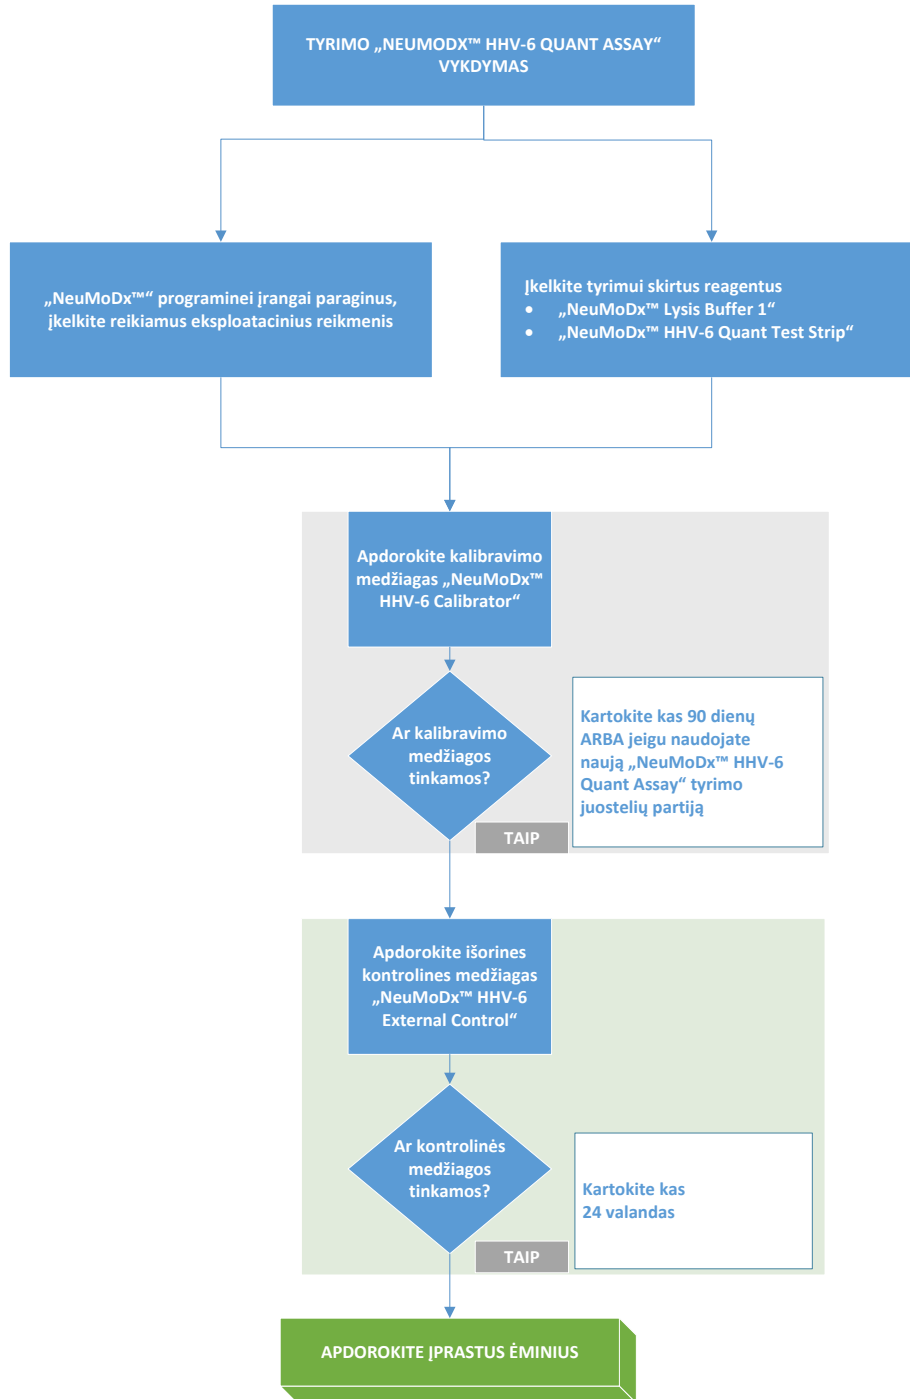 TYRIMO „NEUMODX™ HHV-6 QUANT ASSAY“
VYKDYMAS
„NeuMoDx™“ programinei įrangai paraginus,
įkelkite reikiamus eksploatacinius reikmenis
Įkelkite tyrimui skirtus reagentus
• „NeuMoDx™ Lysis Buffer 1“
• „NeuMoDx™ HHV-6 Quant Test Strip“
Apdorokite kalibravimo
medžiagas „NeuMoDx™
HHV-6 Calibrator“
Ar kalibravimo
medžiagos
tinkamos?
Kartokite kas 90 dienų
ARBA jeigu naudojate
naują „NeuMoDx™ HHV-6
Quant Assay“ tyrimo
juostelių partiją
TAIP
Apdorokite išorines
kontrolines medžiagas
„NeuMoDx™ HHV-6
External Control“
Ar kontrolinės
medžiagos
tinkamos?
Kartokite kas
24 valandas
TAIP
APDOROKITE ĮPRASTUS ĖMINIUS